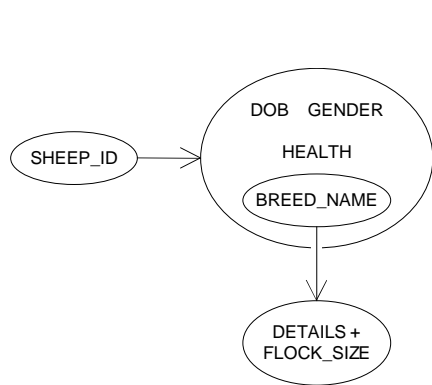 DOB GENDER
SHEEP_ID
HEALTH
BREED_NAME
DETAILS +
FLOCK_SIZE